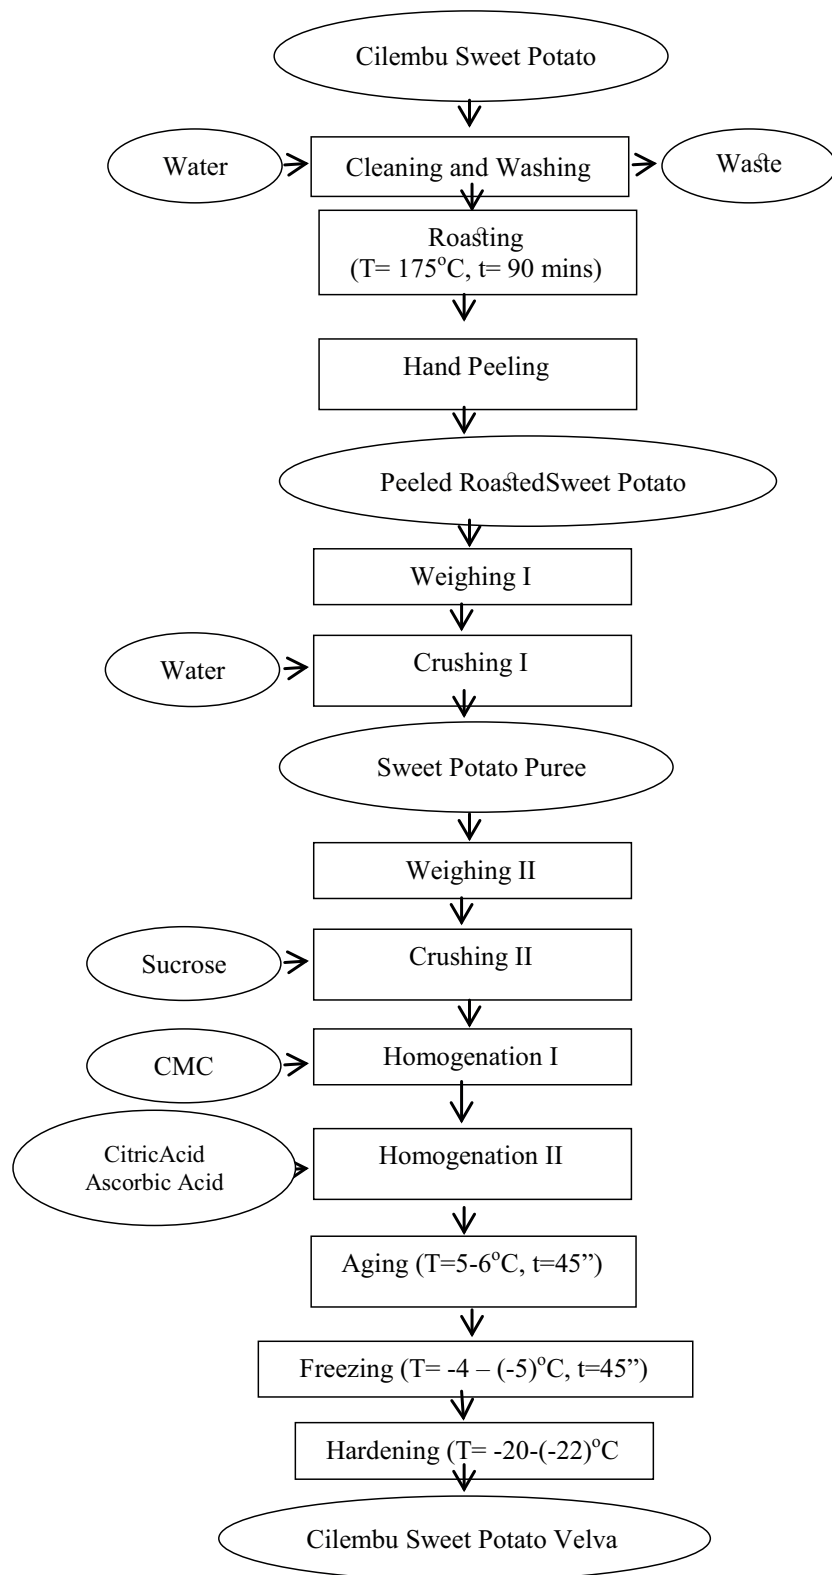 Cilembu Sweet Potato
Water
Cleaning and Washing
Waste
Roasting
(T= 175°C, t= 90 mins)
Hand Peeling
Peeled RoastedSweet Potato
Weighing I
Water
Crushing I
Sweet Potato Puree
Weighing II
Sucrose
Crushing II
CMC
Homogenation I
CitricAcid
Ascorbic Acid
Homogenation II
Aging (T=5-6°C, t=45”)
Freezing (T= -4 – (-5)°C, t=45”)
Hardening (T= -20-(-22)°C
Cilembu Sweet Potato Velva